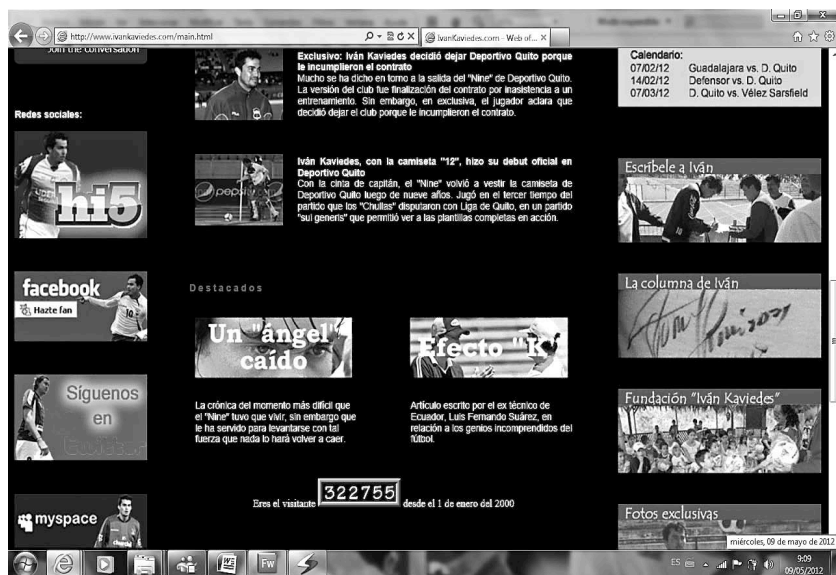 http://www.ivankaviedes.com/main.html
IvanKaviedes.com - Web of...
Join the conversation
Redes sociales:
hi5
facebook
Hazte fan
Síguenos
en
twitter
myspace
Exclusivo: Iván Kaviedes decidió dejar Deportivo Quito porque
le incumplieron el contrato
Mucho se ha dicho en torno a la salida del "Nine" de Deportivo Quito.
La versión del club fue finalización del contrato por inasistencia a un
entrenamiento. Sin embargo, en exclusiva, el jugador aclara que
decidió dejar el club porque le incumplieron el contrato.
pepsi
Iván Kaviedes, con la camiseta "12", hizo su debut oficial en
Deportivo Quito
Con la cinta de capitán, el "Nine" volvió a vestir la camiseta de
Deportivo Quito luego de nueve años. Jugó en el tercer tiempo del
partido que los "Chullas" disputaron con Liga de Quito, en un partido
"sui generis" que permitió ver a las plantillas completas en acción.
Destacados
Un "ángel"
caído
La crónica del momento más difícil que
el "Nine" tuvo que vivir, sin embargo que
le ha servido para levantarse con tal
fuerza que nada lo hará volver a caer.
Efecto "K"
Artículo escrito por el ex técnico de
Ecuador, Luis Fernando Suárez, en
relación a los genios incomprendidos del
fútbol.
Eres el visitante 322755 desde el 1 de enero del 2000
Calendario:
07/02/12 Guadalajara vs. D. Quito
14/02/12 Defensor vs. D. Quito
07/03/12 D. Quito vs. Vélez Sarsfield
Escríbele a Iván
La columna de Iván
Fundación "Iván Kaviedes"
Fotos exclusivas
miércoles, 09 de mayo de 2012
Fw
ES
9:09
09/05/2012